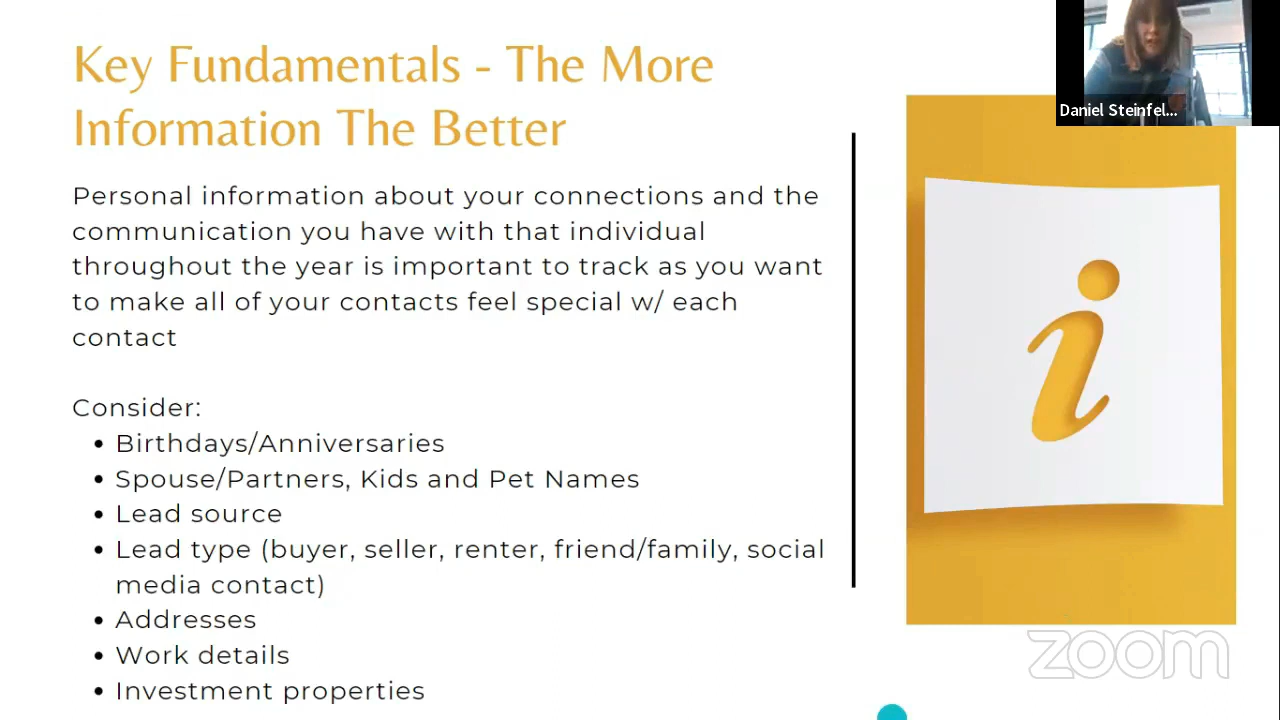 Key Fundamentals - The More
Information The Better
Daniel Steinfel...
Personal information about your connections and the
communication you have with that individual
throughout the year is important to track as you want
to make all of your contacts feel special w/ each
contact
i
Consider:
• Birthdays/Anniversaries
• Spouse/Partners, Kids and Pet Names
• Lead source
• Lead type (buyer, seller, renter, friend/family, social
media contact)
• Addresses
• Work details
• Investment properties
zoom